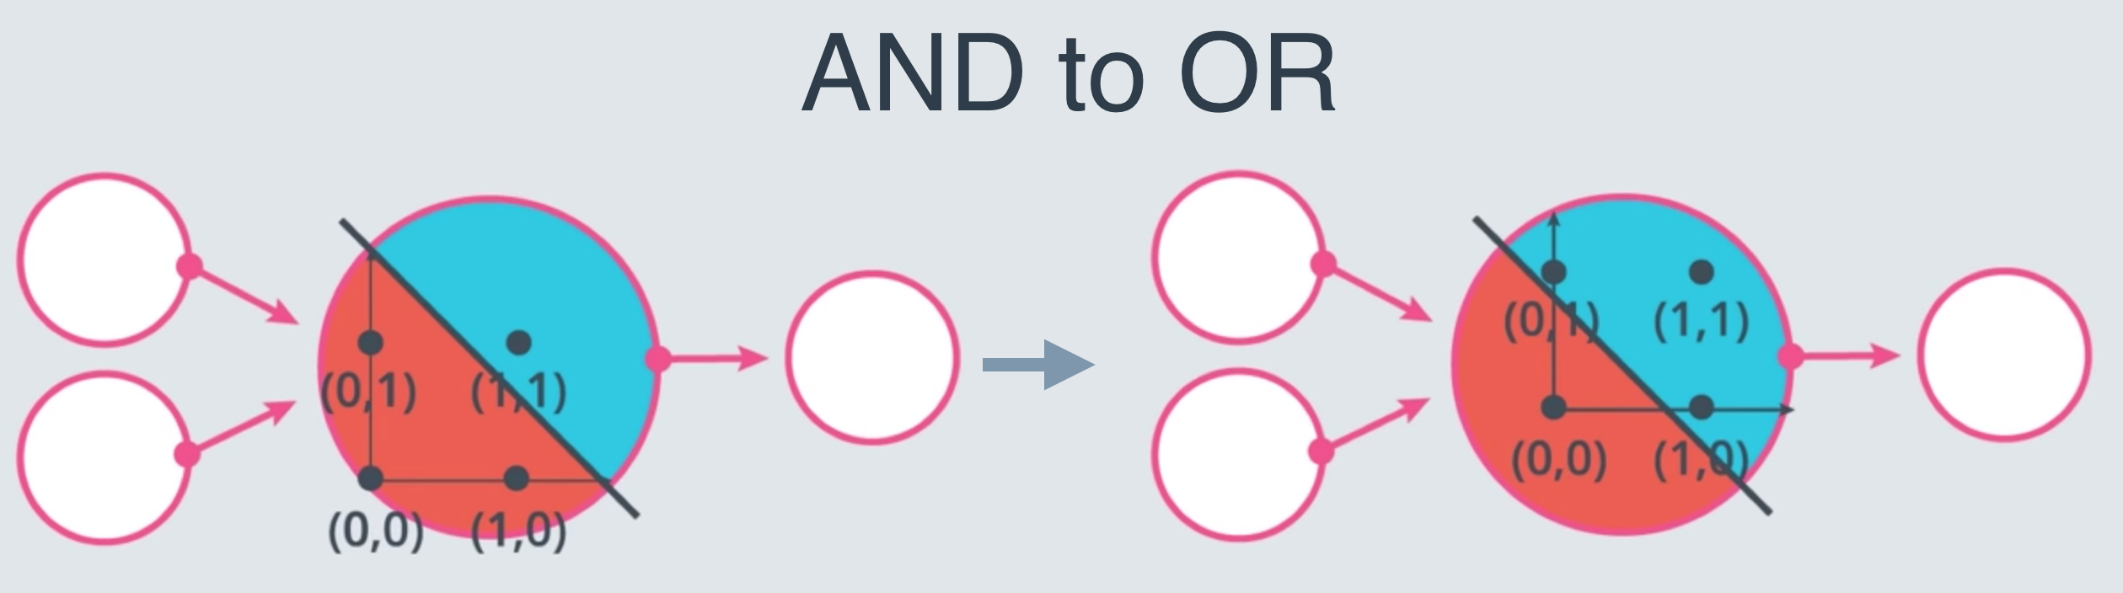 AND to OR
(0,1) (1,1)
(0,0) (1,0)
(0,1) (1,1)
(0,0) (1,0)